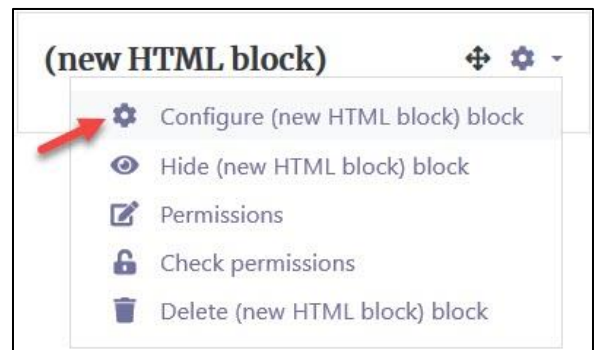 (new HTML block)
Configure (new HTML block) block
Hide (new HTML block) block
Permissions
Check permissions
Delete (new HTML block) block